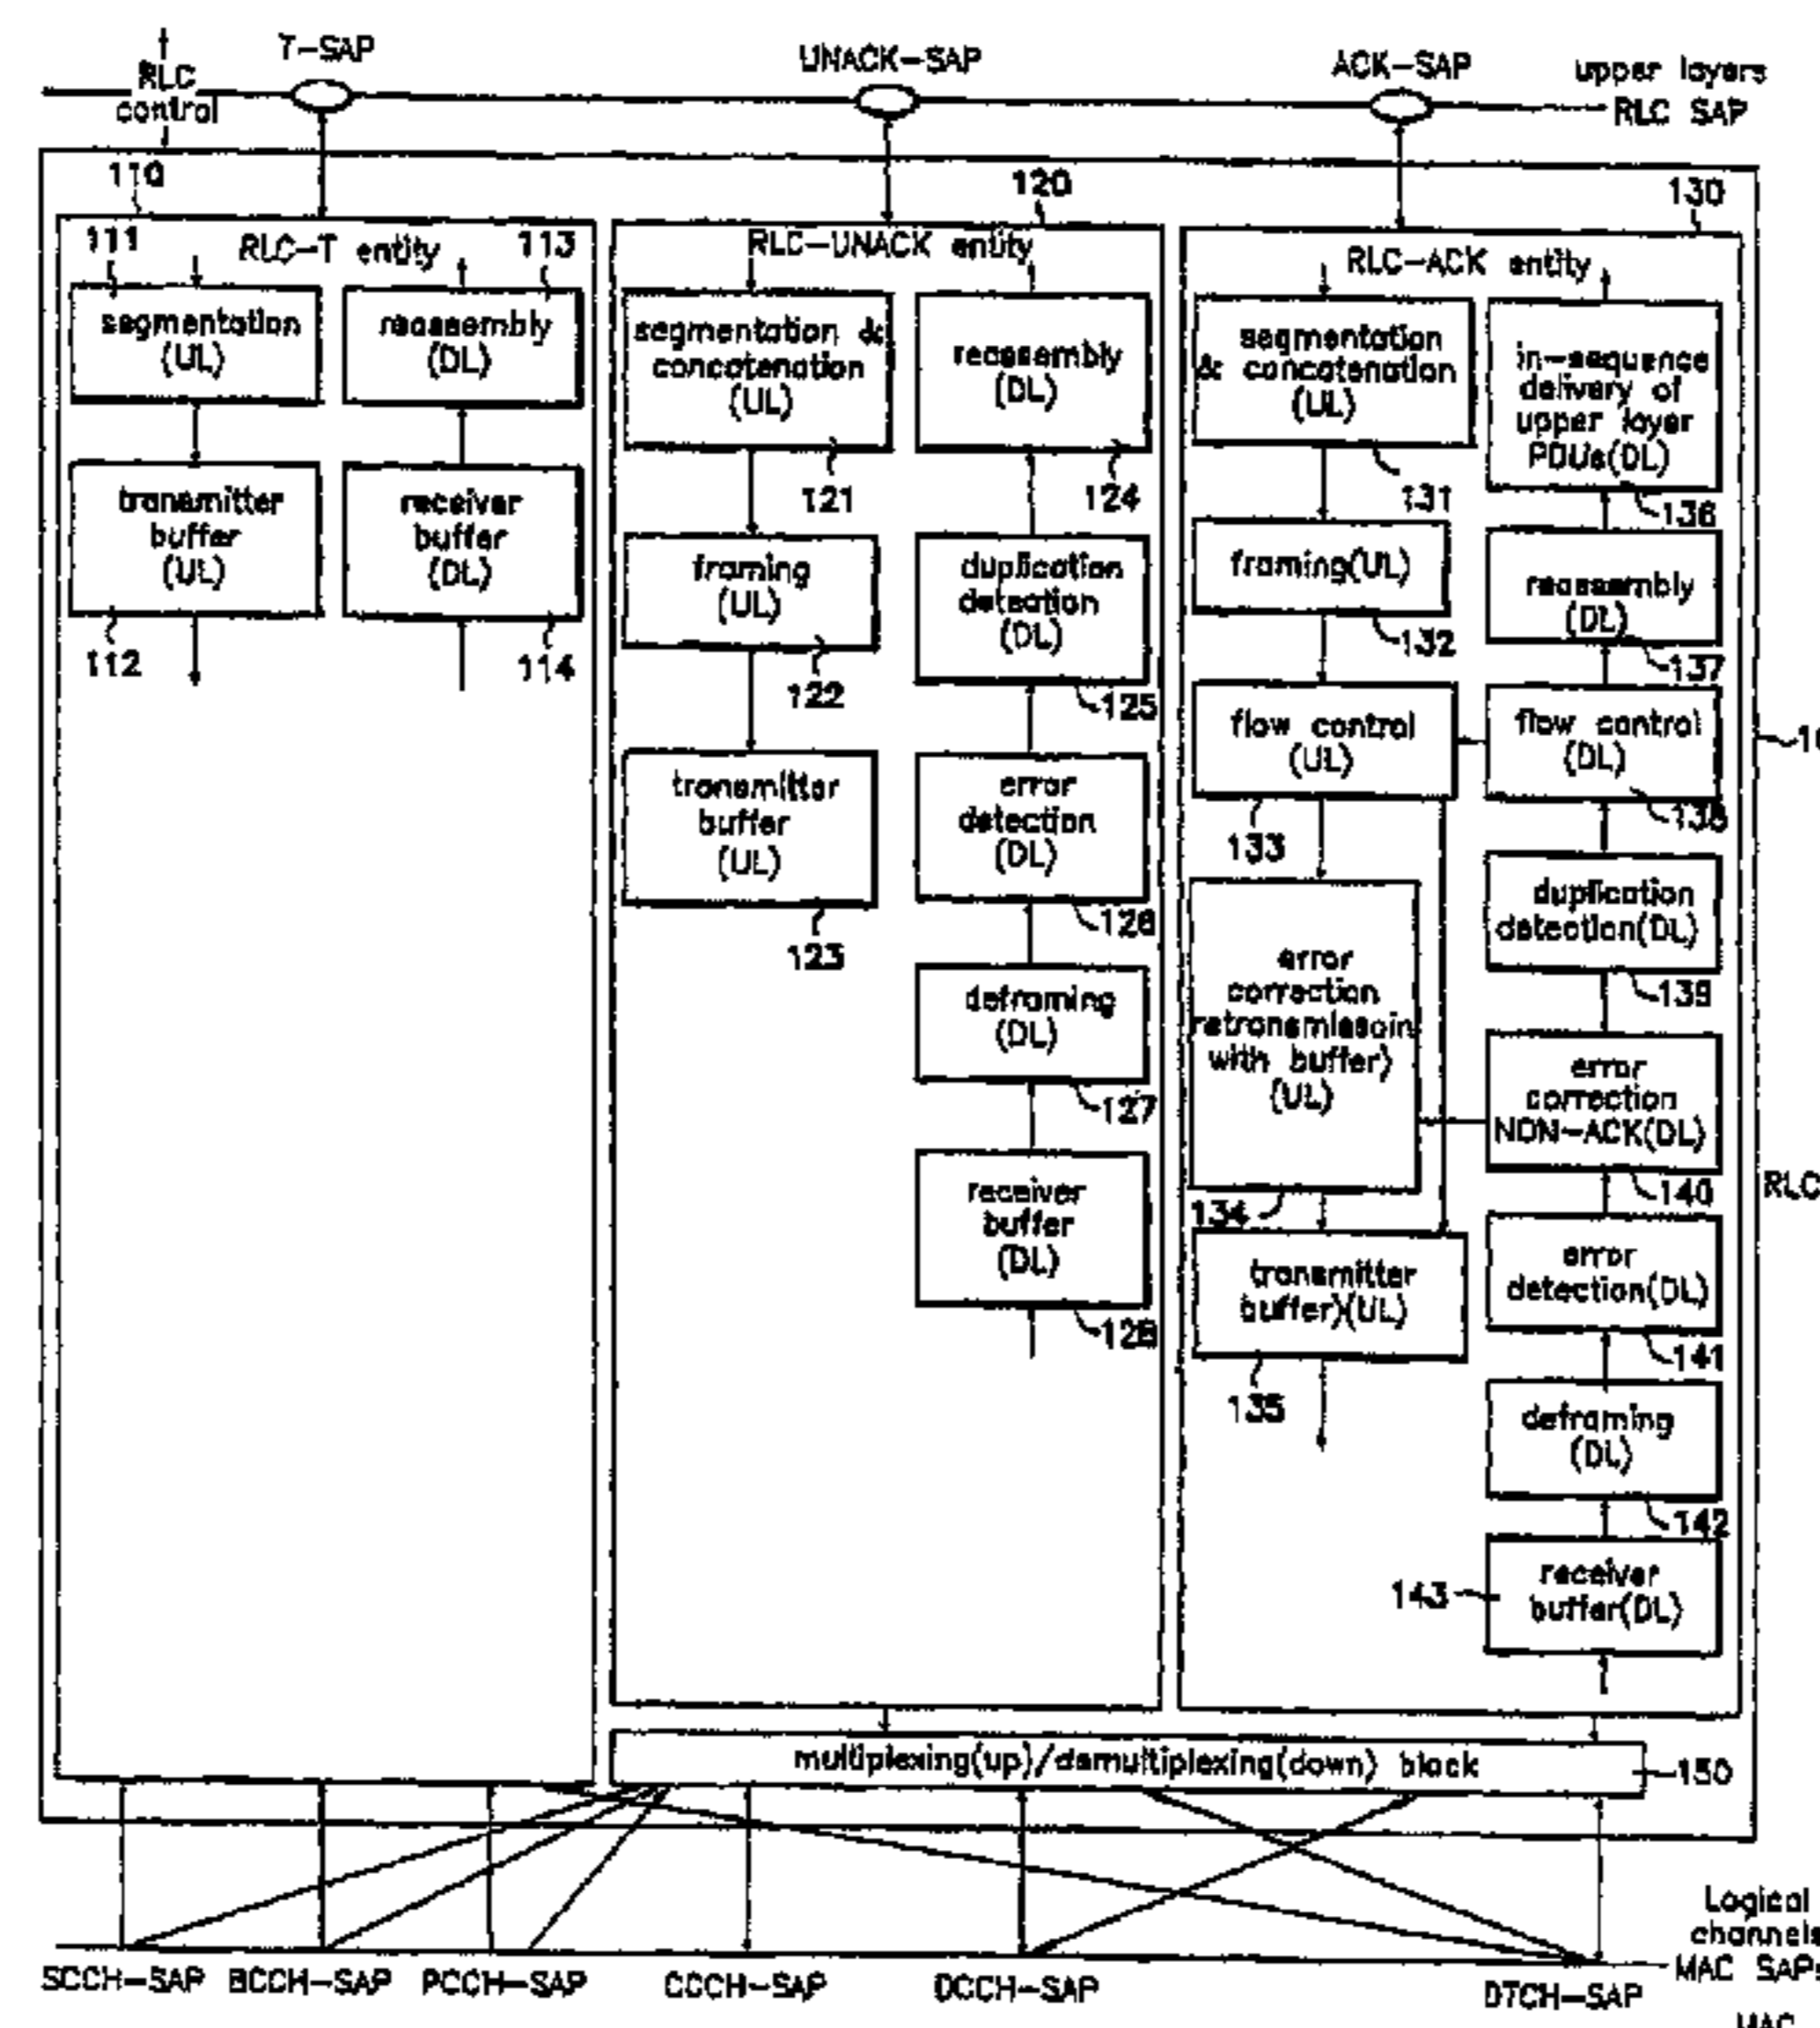 T-SAP
UNACK-SAP
ACK-SAP
upper layers
RLC
control
RLC SAP
110
120
130
111
RLC-T entity
113
RLC-UNACK entity
RLC-ACK entity
segmentation
(UL)
reassembly
(DL)
segmentation &
concatenation
(UL)
reassembly
(DL)
segmentation
& concatenation
(UL)
in-sequence
delivery of
upper layer
PDUs(DL)
121
124
131
136
transmitter
buffer
(UL)
receiver
buffer
(DL)
framing
(UL)
duplication
detection
(DL)
framing(UL)
reassembly
(DL)
112
114
122
125
132
137
transmitter
buffer
(UL)
error
detection
(DL)
flow control
(UL)
flow control
(DL)
133
138
123
126
error
correction
retransmissoin
with buffer)
(UL)
duplication
detection(DL)
139
deframing
(DL)
127
error
correction
NON-ACK(DL)
140
134
RLC
receiver
buffer
(DL)
128
transmitter
buffer)(UL)
135
error
detection(DL)
141
deframing
(DL)
142
143
receiver
buffer(DL)
multiplexing(up)/demultiplexing(down) block
150
Logical
channels
MAC SAPs
SCCH-SAP
BCCH-SAP
PCCH-SAP
CCCH-SAP
DCCH-SAP
DTCH-SAP
MAC